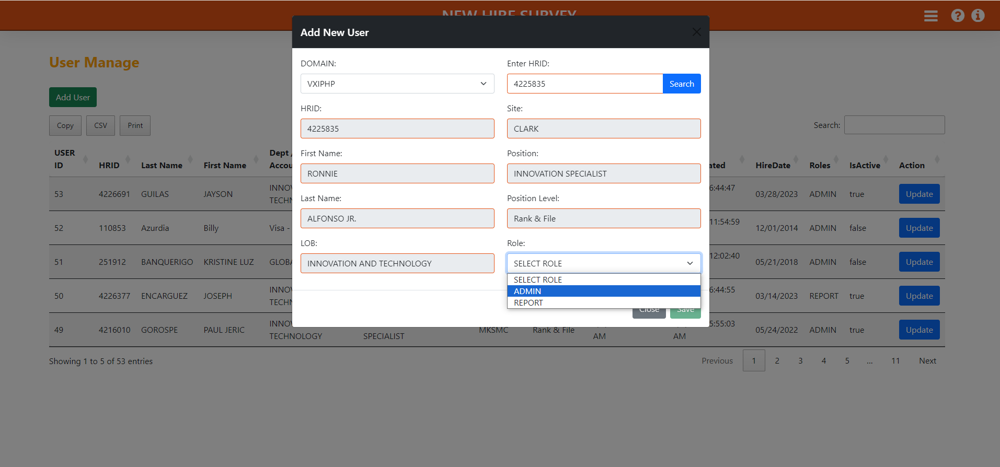 NEW HIRE SURVEY
Add New User
User Manage
DOMAIN:
Enter HRID:
VXIPHP
4225835
Search
Add User
HRID:
Site:
Copy
CSV
Print
4225835
CLARK
Search:
First Name:
Position:
USER ID
HRID
Last Name
First Name
Dept /
Accou
ated
HireDate
Roles
IsActive
Action
RONNIE
INNOVATION SPECIALIST
53
4226691
GUILAS
JAYSON
INNOV
TECHN
6:44:47
03/28/2023
ADMIN
true
Update
Last Name:
Position Level:
ALFONSO JR.
Rank & File
52
110853
Azurdia
Billy
Visa -
11:54:59
12/01/2014
ADMIN
false
Update
LOB:
Role:
INNOVATION AND TECHNOLOGY
SELECT ROLE
51
251912
BANQUERIGO
KRISTINE LUZ
GLOBA
12:02:40
05/21/2018
ADMIN
false
Update
SELECT ROLE
ADMIN
REPORT
50
4226377
ENCARGUEZ
JOSEPH
INNOV
TECHN
6:44:55
03/14/2023
REPORT
true
Update
Close
Save
49
4216010
GOROSPE
PAUL JERIC
INNOV
TECHNOLOGY
SPECIALIST
MKSMC
Rank & File
AM
5:55:03
AM
05/24/2022
ADMIN
true
Update
Showing 1 to 5 of 53 entries
Previous
1
2
3
4
5
...
11
Next